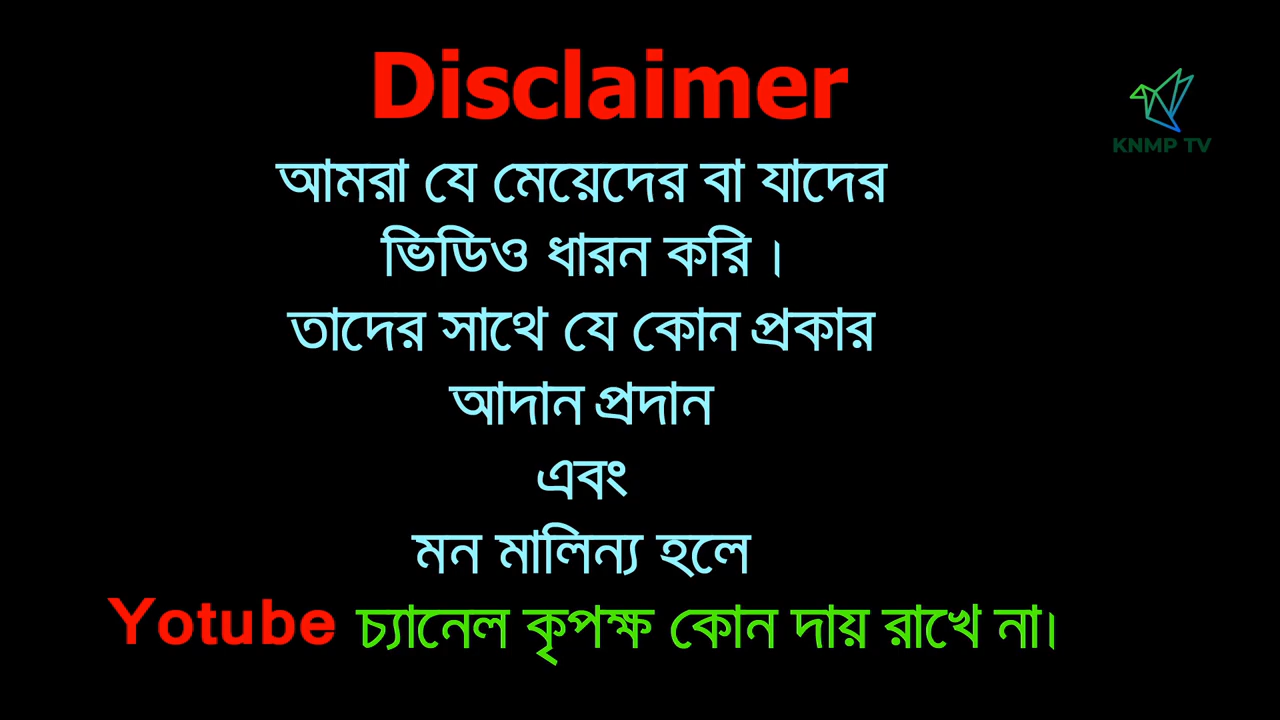 Disclaimer
KNMP TV
আমরা যে মেয়েদের বা যাদের
ভিডিও ধারন করি ।
তাদের সাথে যে কোন প্রকার
আদান প্রদান
এবং
মন মালিন্য হলে
Yotube চ্যানেল কৃপক্ষ কোন দায় রাখে না।